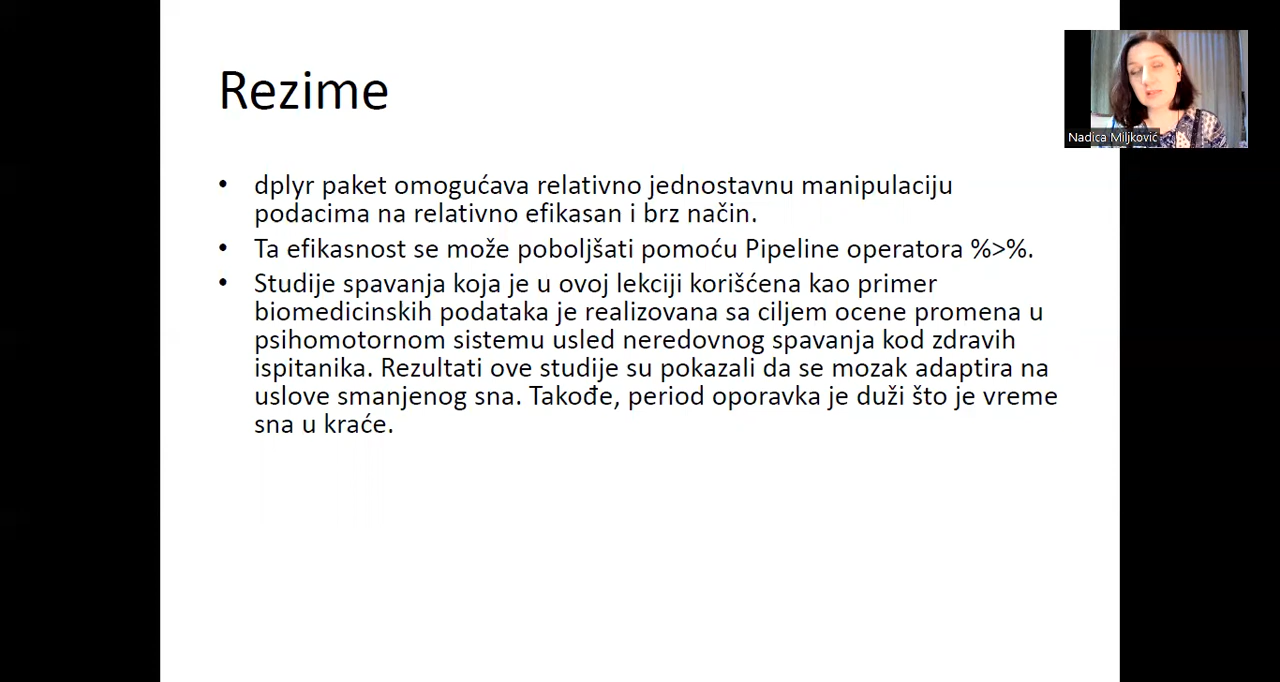 Rezime
Nadica Miljković
• dplyr paket omogućava relativno jednostavnu manipulaciju
podacima na relativno efikasan i brz način.
• Ta efikasnost se može poboljšati pomoću Pipeline operatora %>%.
• Studije spavanja koja je u ovoj lekciji korišćena kao primer
biomedicinskih podataka je realizovana sa ciljem ocene promena u
psihomotornom sistemu usled neredovnog spavanja kod zdravih
ispitanika. Rezultati ove studije su pokazali da se mozak adaptira na
uslove smanjenog sna. Takođe, period oporavka je duži što je vreme
sna u kraće.